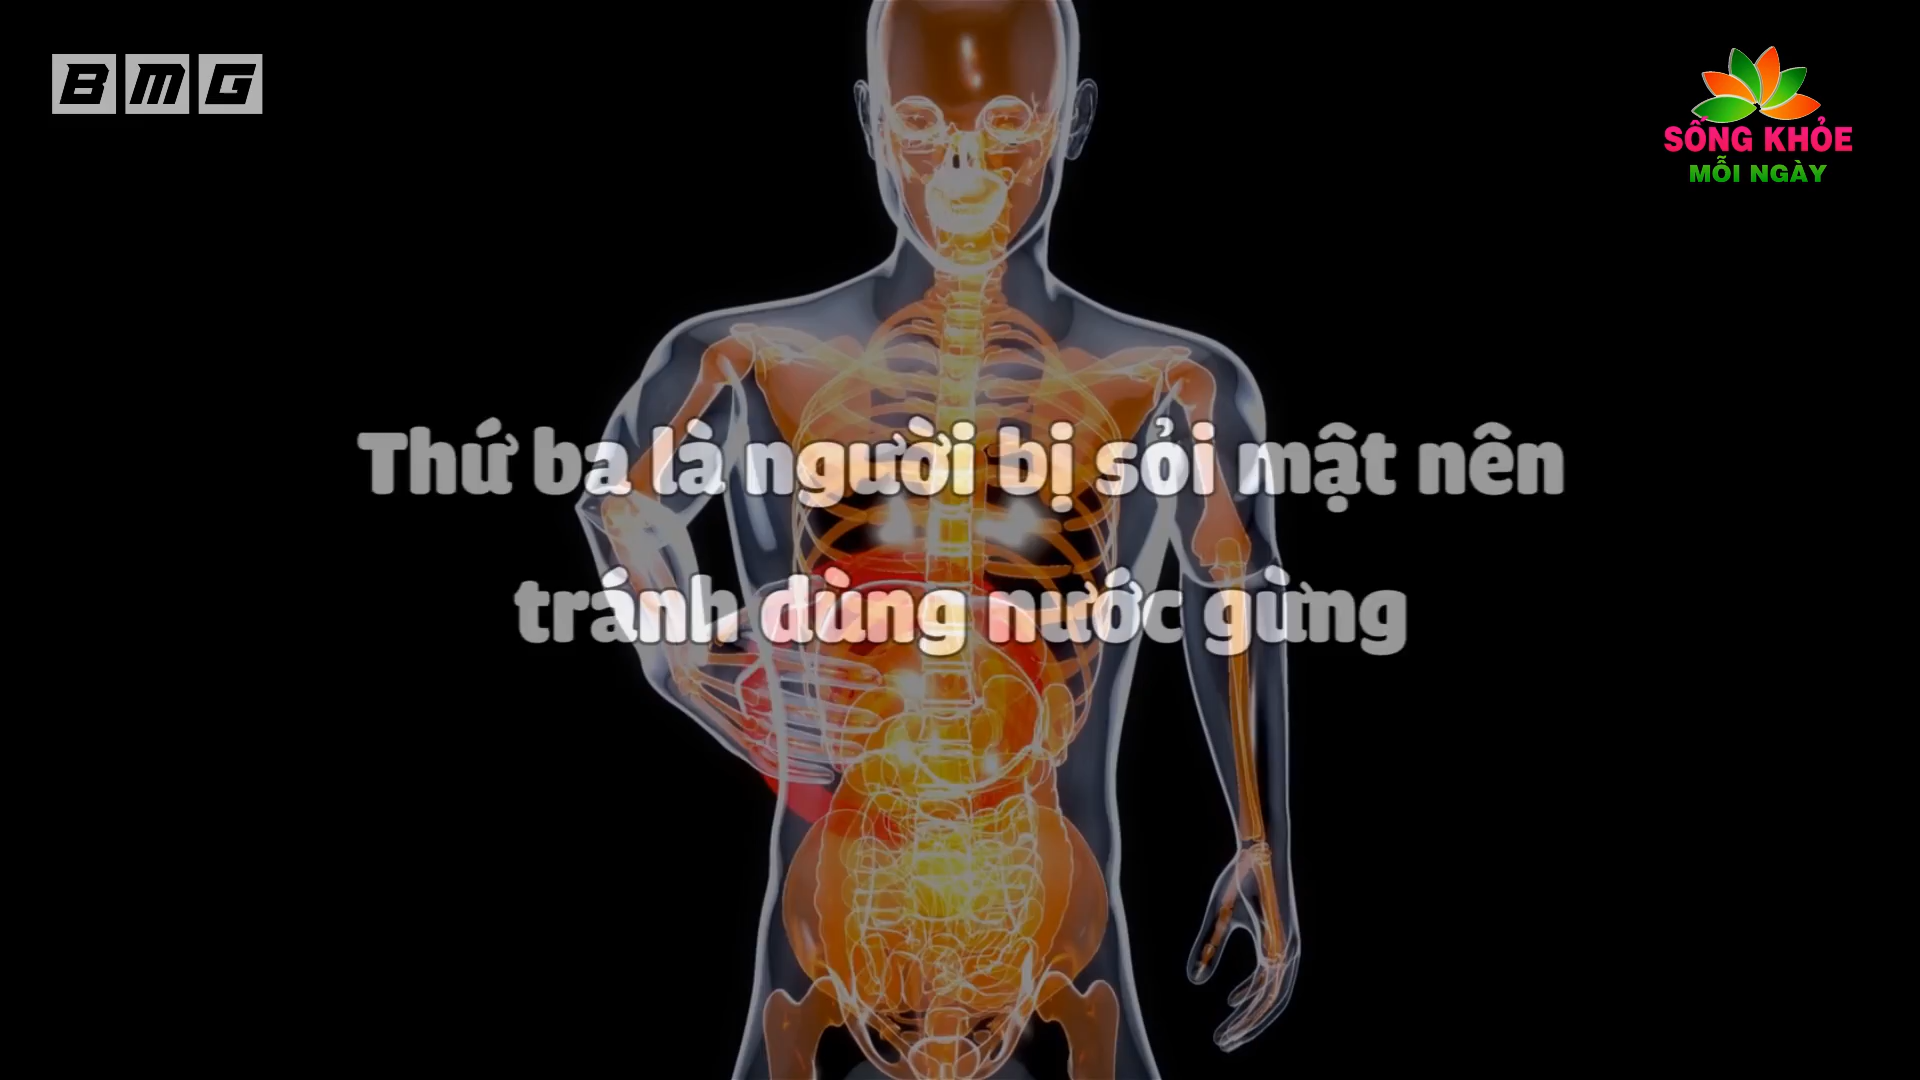 BMG
SỐNG KHỎE
MỖI NGÀY
Thứ ba là người bị sỏi mật nên
tránh dùng nước gừng